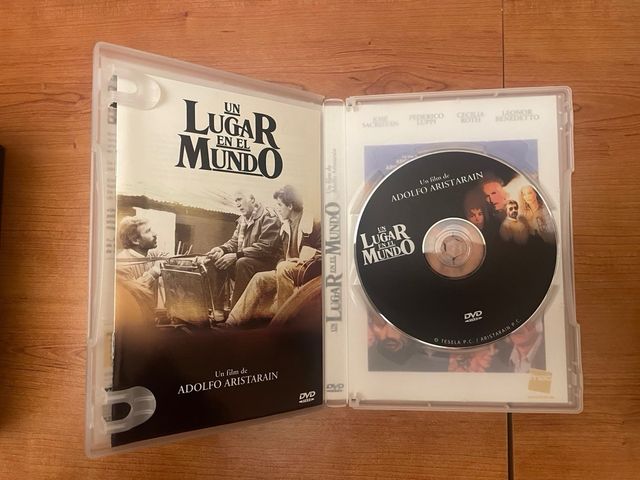 UN
LUGAR
EN EL
MUNDO
Un film de
ADOLFO ARISTARAIN
DVD
UN LUGAR EN EL MUNDO
DVD
JOSÉ
SACRISTÁN
FEDERICO
LUPPI
CECILIA
ROTH
LEONOR
BENEDETTO
Un film de
ADOLFO ARISTARAIN
UN
LUGAR
EN EL
MUNDO
DVD
© TESELA P.C. / ARISTARAIN P.C.